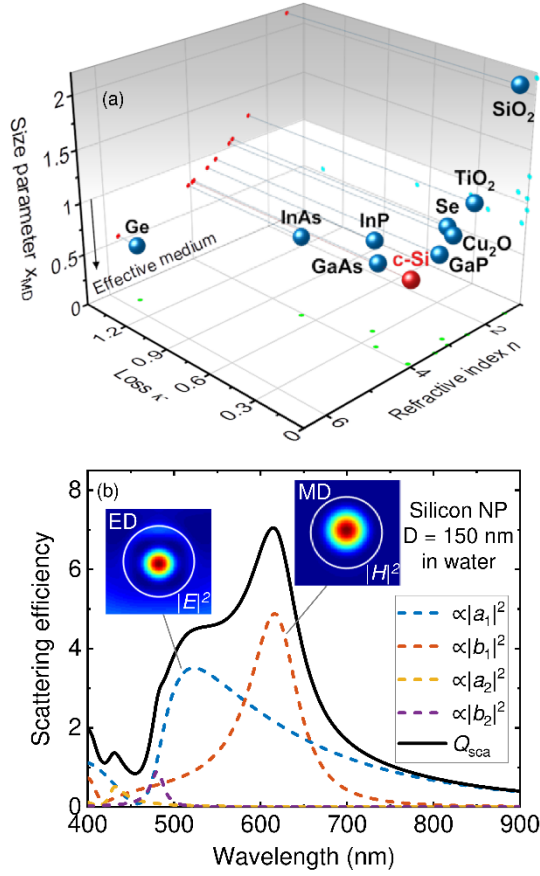 (a)
Size parameter x_MD
2
1.5
1
0.5
0
Effective medium
SiO₂
TiO₂
Se
Cu₂O
GaP
c-Si
InP
GaAs
InAs
Ge
1.2
0.9
0.6
0.3
0
Loss κ
2
4
6
Refractive index n
(b)
Scattering efficiency
8
6
4
2
0
ED
|E|²
MD
|H|²
Silicon NP
D = 150 nm
in water
∝|a₁|²
∝|b₁|²
∝|a₂|²
∝|b₂|²
Q_sca
400 500 600 700 800 900
Wavelength (nm)